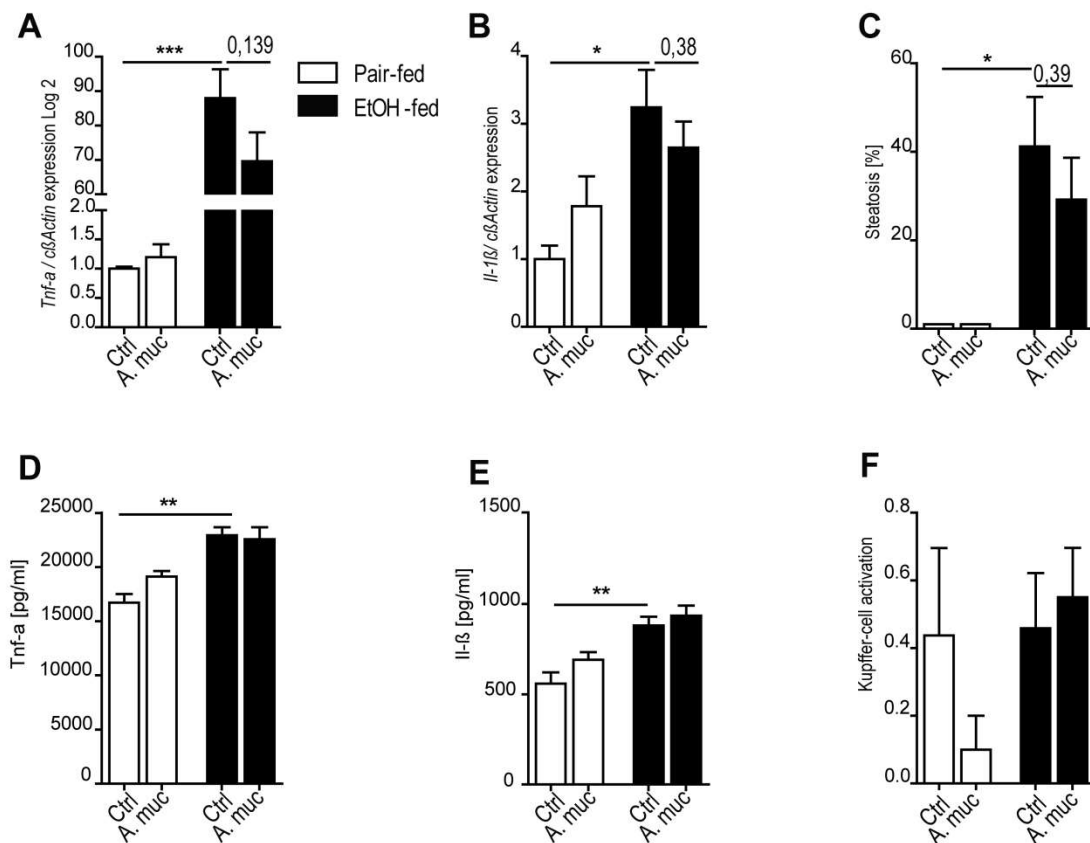 A
Tnf-a / cßActin expression Log 2
100
90
80
70
60
2.0
1.5
1.0
0.5
0.0
***
0,139
Ctrl
A. muc
Ctrl
A. muc
Pair-fed
EtOH -fed
B
Il-1ß/ cßActin expression
4
3
2
1
0
*
0,38
Ctrl
A. muc
Ctrl
A. muc
C
Steatosis [%]
60
40
20
0
*
0,39
Ctrl
A. muc
Ctrl
A. muc
D
Tnf-a [pg/ml]
25000
20000
15000
10000
5000
0
**
Ctrl
A. muc
Ctrl
A. muc
E
Il-ß [pg/ml]
1500
1000
500
0
**
Ctrl
A. muc
Ctrl
A. muc
F
Kupffer-cell activation
0.8
0.6
0.4
0.2
0.0
Ctrl
A. muc
Ctrl
A. muc